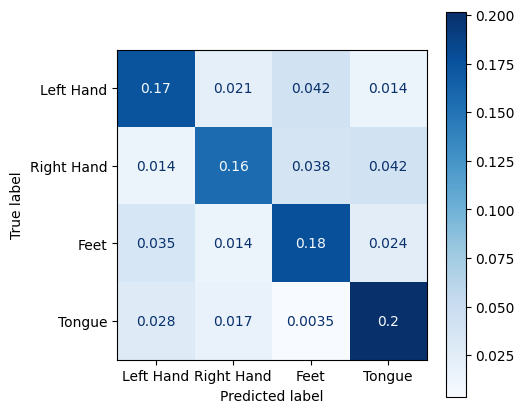 0.200
Left Hand 0.17 0.021 0.042 0.014
0.175
0.150
Right Hand 0.014 0.16 0.038 0.042
0.125
True label
0.100
Feet 0.035 0.014 0.18 0.024
0.075
0.050
Tongue 0.028 0.017 0.0035 0.2
0.025
Left Hand Right Hand Feet Tongue
Predicted label